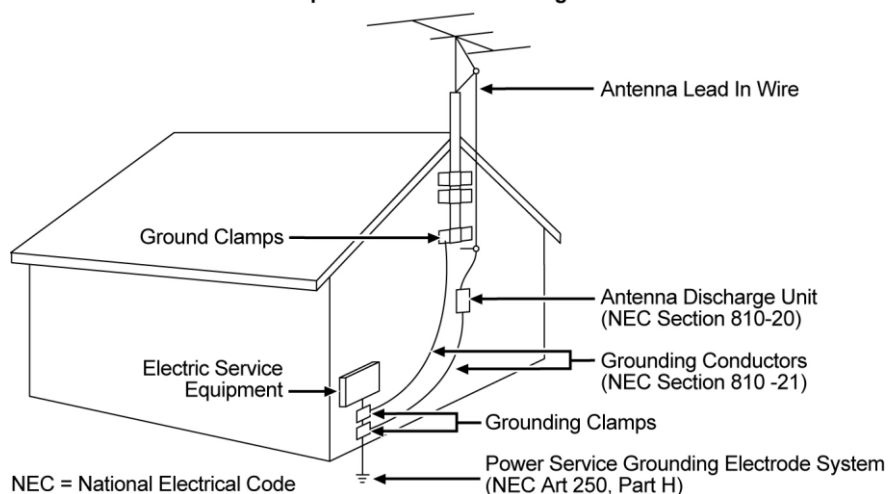 Antenna Lead In Wire
Ground Clamps
Antenna Discharge Unit
(NEC Section 810-20)
Electric Service
Equipment
Grounding Conductors
(NEC Section 810 -21)
Grounding Clamps
Power Service Grounding Electrode System
(NEC Art 250, Part H)
NEC = National Electrical Code